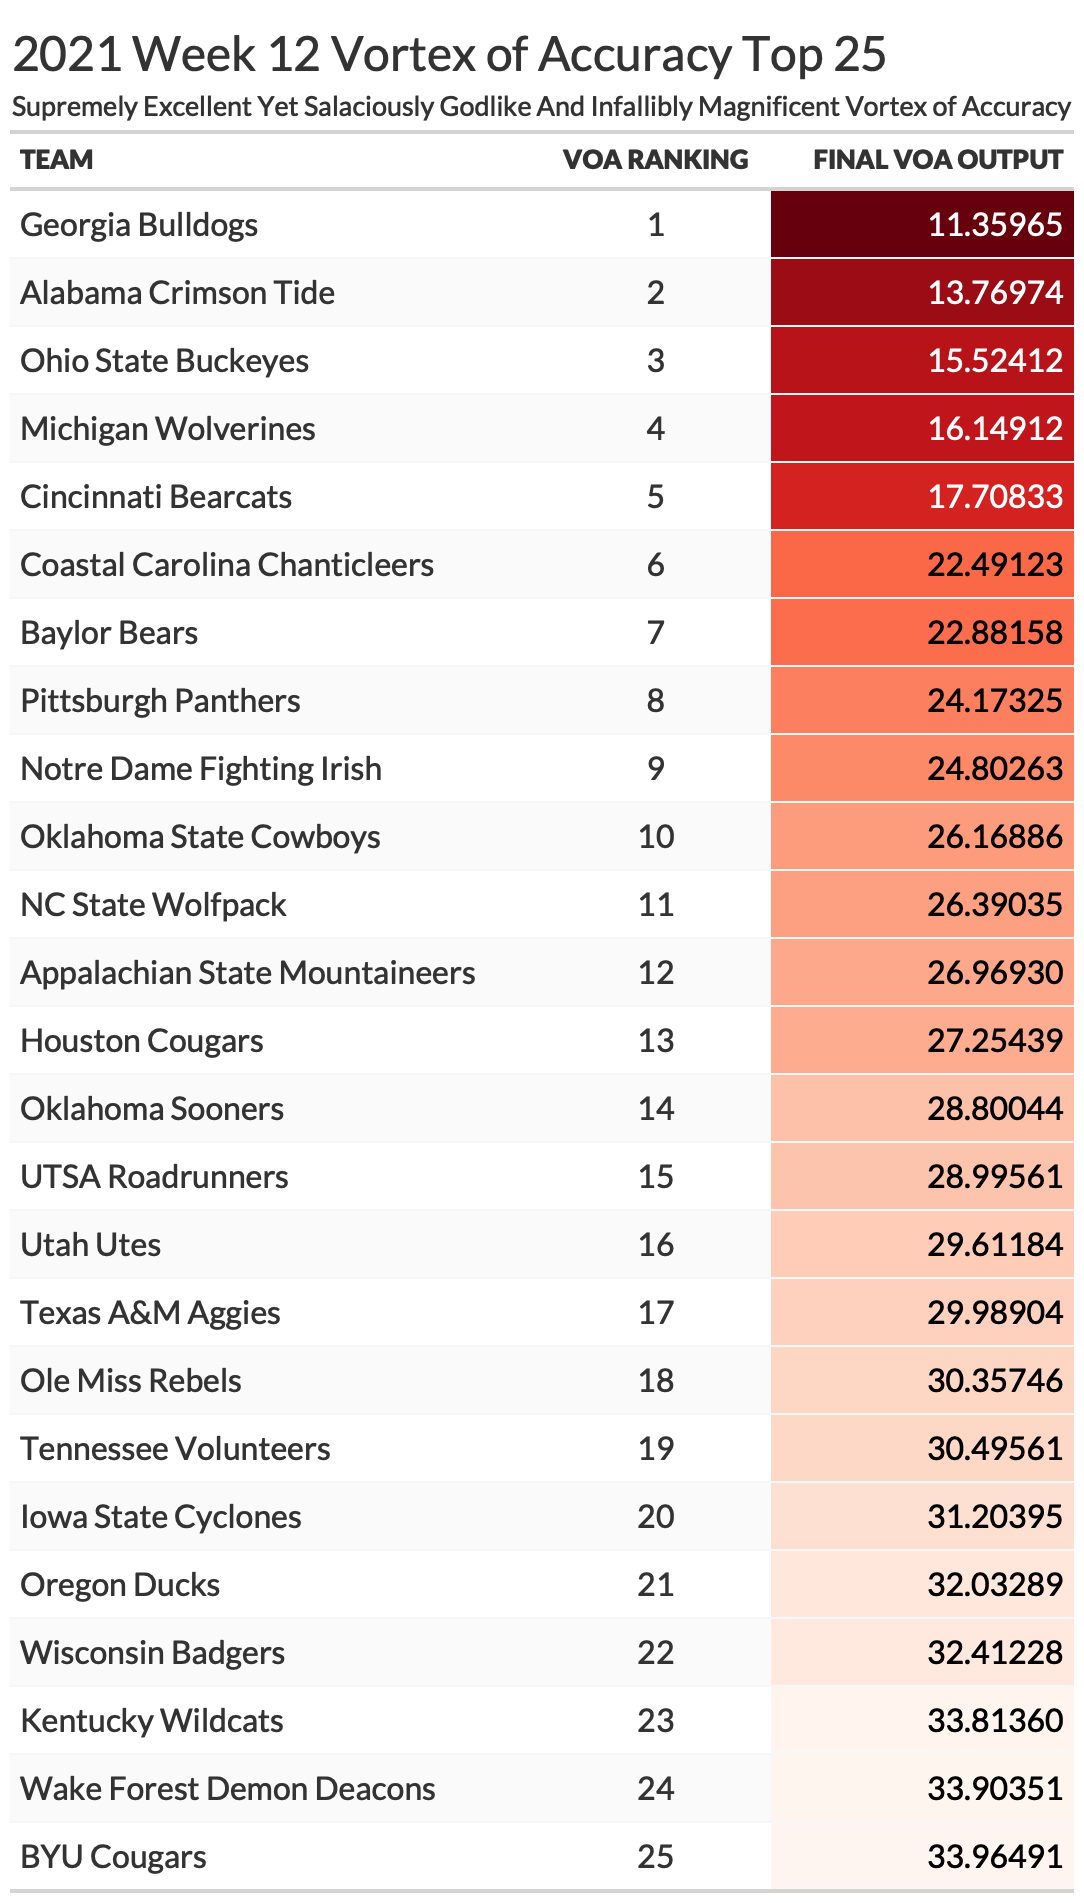 2021 Week 12 Vortex of Accuracy Top 25
Supremely Excellent Yet Salaciously Godlike And Infallibly Magnificent Vortex of Accuracy
TEAM VOA RANKING FINAL VOA OUTPUT
Georgia Bulldogs 1 11.35965
Alabama Crimson Tide 2 13.76974
Ohio State Buckeyes 3 15.52412
Michigan Wolverines 4 16.14912
Cincinnati Bearcats 5 17.70833
Coastal Carolina Chanticleers 6 22.49123
Baylor Bears 7 22.88158
Pittsburgh Panthers 8 24.17325
Notre Dame Fighting Irish 9 24.80263
Oklahoma State Cowboys 10 26.16886
NC State Wolfpack 11 26.39035
Appalachian State Mountaineers 12 26.96930
Houston Cougars 13 27.25439
Oklahoma Sooners 14 28.80044
UTSA Roadrunners 15 28.99561
Utah Utes 16 29.61184
Texas A&M Aggies 17 29.98904
Ole Miss Rebels 18 30.35746
Tennessee Volunteers 19 30.49561
Iowa State Cyclones 20 31.20395
Oregon Ducks 21 32.03289
Wisconsin Badgers 22 32.41228
Kentucky Wildcats 23 33.81360
Wake Forest Demon Deacons 24 33.90351
BYU Cougars 25 33.96491